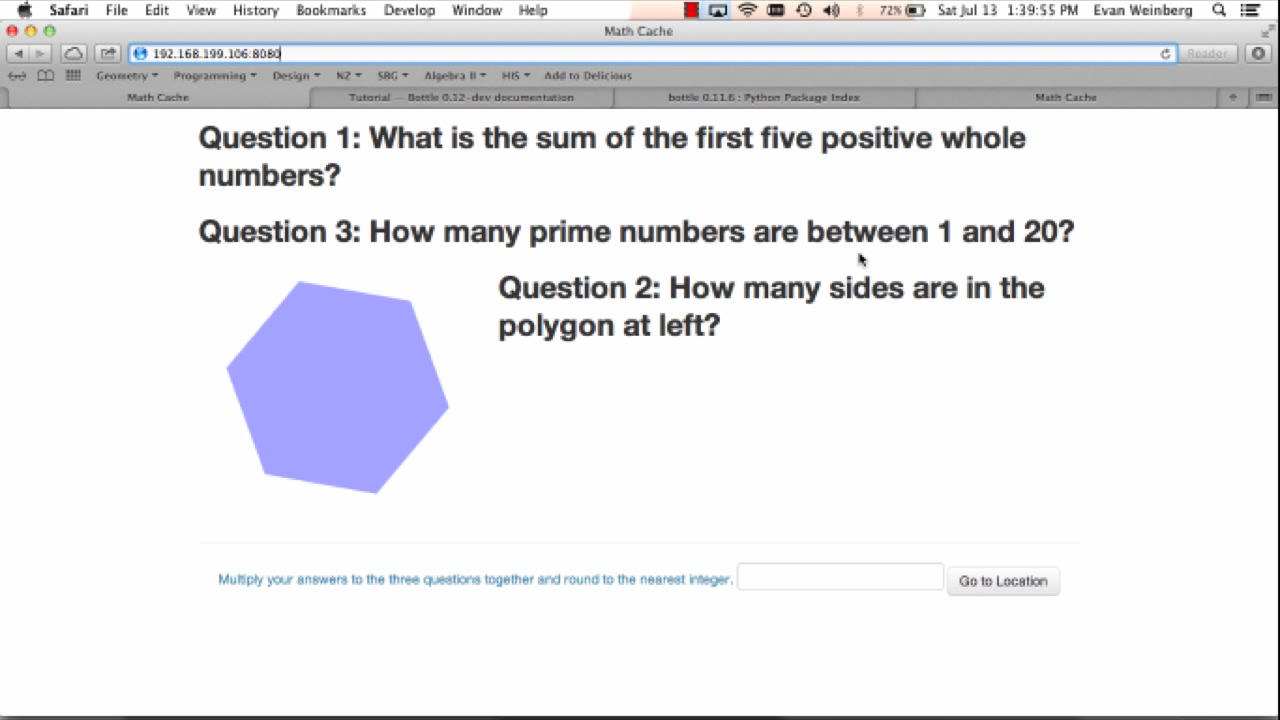 Safari File Edit View History Bookmarks Develop Window Help 72% Sat Jul 13 1:39:55 PM Evan Weinberg
Math Cache
192.168.199.106:8080 Reader
Geometry Programming Design NZ SBG Algebra II HIS Add to Delicious
Math Cache Tutorial — Bottle 0.12-dev documentation bottle 0.11.6 : Python Package Index Math Cache
Question 1: What is the sum of the first five positive whole
numbers?
Question 3: How many prime numbers are between 1 and 20?
Question 2: How many sides are in the
polygon at left?
Multiply your answers to the three questions together and round to the nearest integer. Go to Location